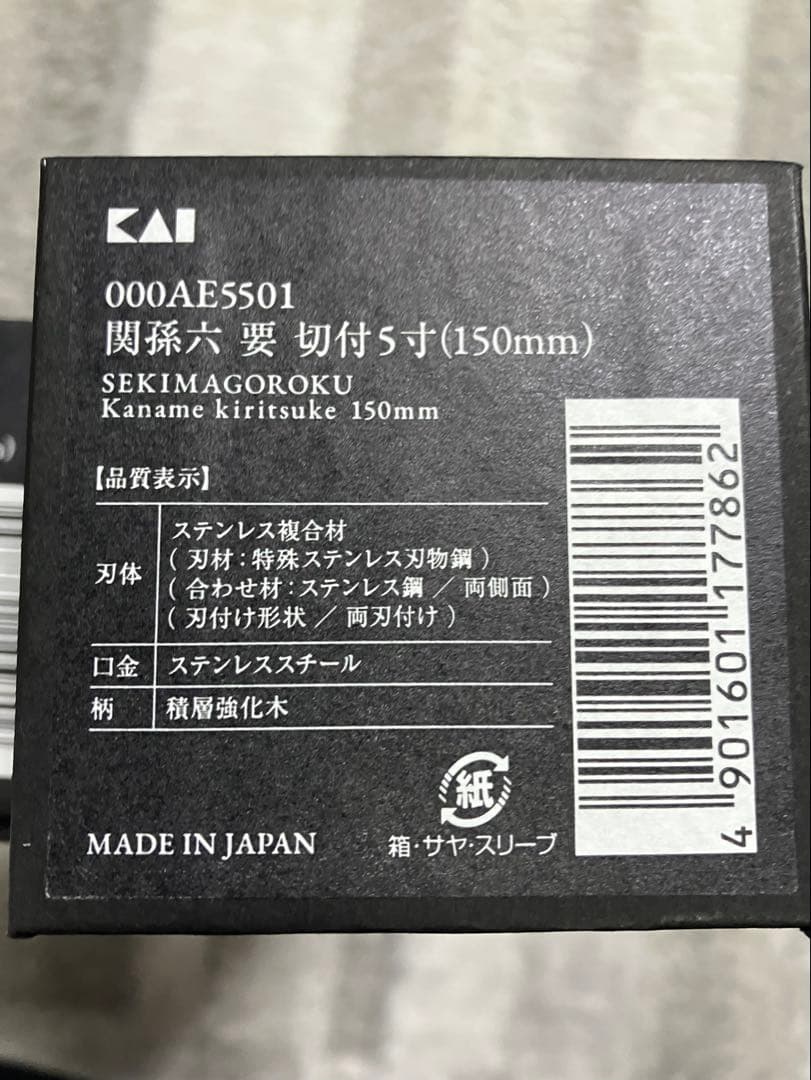 KAI
000AE5501
関孫六 要 切付5寸(150mm)
SEKIMAGOROKU
Kaname kiritsuke 150mm
【品質表示】
刃体
ステンレス複合材
( 刃材:特殊ステンレス刃物鋼 )
( 合わせ材:ステンレス鋼 / 両側面 )
( 刃付け形状 / 両刃付け )
口金 ステンレススチール
柄 積層強化木
紙
箱・サヤ・スリーブ
MADE IN JAPAN
4 901601 177862